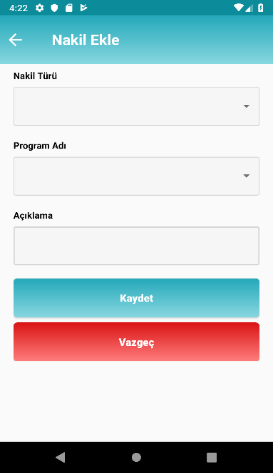 4:22
Nakil Ekle
Nakil Türü
Program Adı
Açıklama
Kaydet
Vazgeç